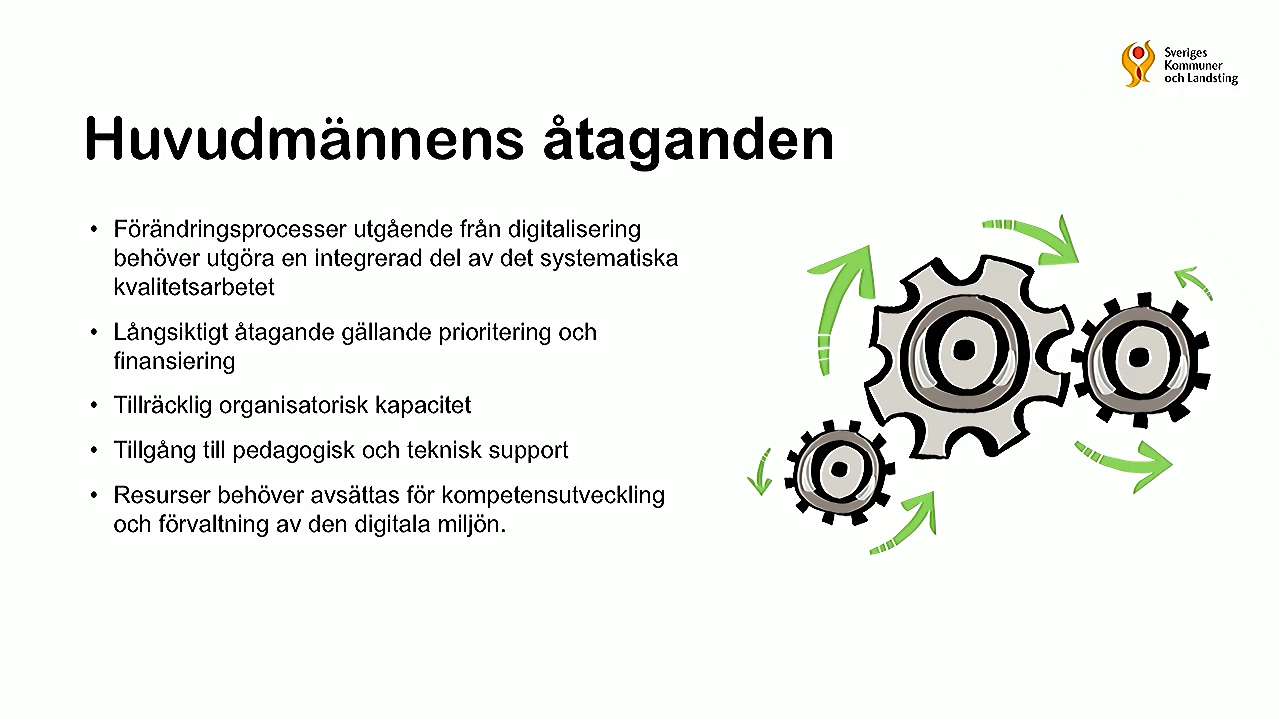 Sveriges
Kommuner
och Landsting
Huvudmännens åtaganden
• Förändringsprocesser utgående från digitalisering
behöver utgöra en integrerad del av det systematiska
kvalitetsarbetet
• Långsiktigt åtagande gällande prioritering och
finansiering
• Tillräcklig organisatorisk kapacitet
• Tillgång till pedagogisk och teknisk support
• Resurser behöver avsättas för kompetensutveckling
och förvaltning av den digitala miljön.